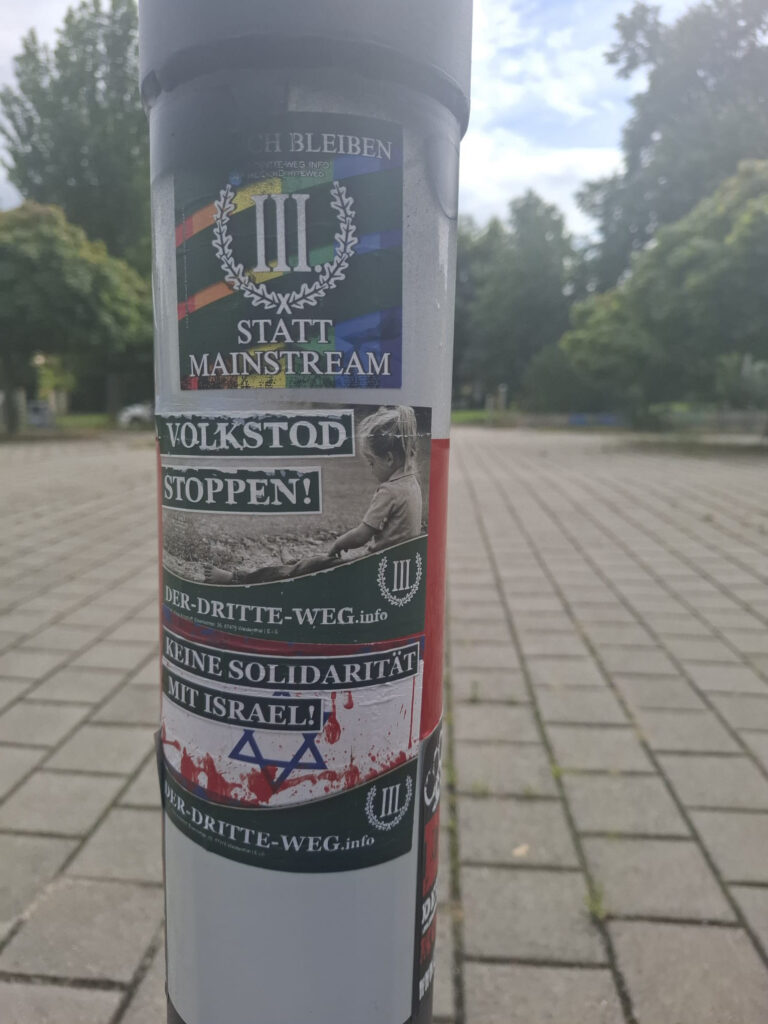 BLEIBEN
III.
STATT
MAINSTREAM
VOLKSTOD
STOPPEN!
III.
DER-DRITTE-WEG.info
KEINE SOLIDARITÄT
MIT ISRAEL!
III.
DER-DRITTE-WEG.info